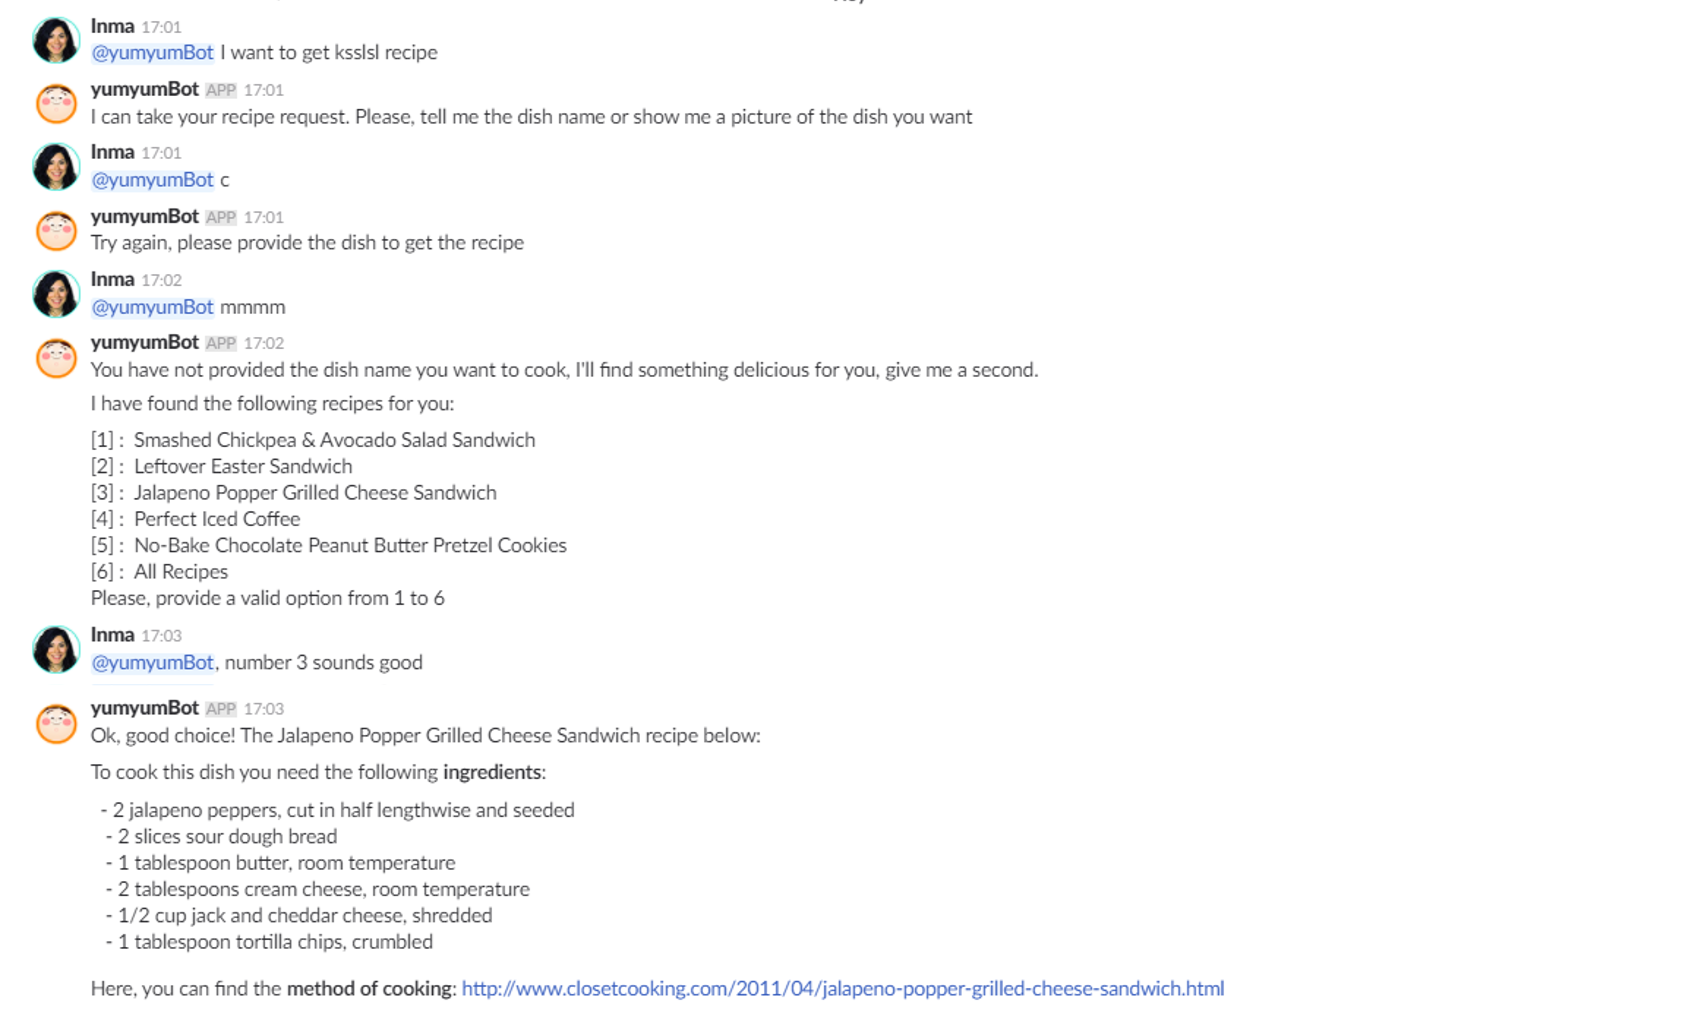 Inma 17:01
@yumyumBot I want to get ksslsl recipe
yumyumBot APP 17:01
I can take your recipe request. Please, tell me the dish name or show me a picture of the dish you want
Inma 17:01
@yumyumBot c
yumyumBot APP 17:01
Try again, please provide the dish to get the recipe
Inma 17:02
@yumyumBot mmmm
yumyumBot APP 17:02
You have not provided the dish name you want to cook, I'll find something delicious for you, give me a second.
I have found the following recipes for you:
[1] : Smashed Chickpea & Avocado Salad Sandwich
[2] : Leftover Easter Sandwich
[3] : Jalapeno Popper Grilled Cheese Sandwich
[4] : Perfect Iced Coffee
[5] : No-Bake Chocolate Peanut Butter Pretzel Cookies
[6] : All Recipes
Please, provide a valid option from 1 to 6
Inma 17:03
@yumyumBot, number 3 sounds good
yumyumBot APP 17:03
Ok, good choice! The Jalapeno Popper Grilled Cheese Sandwich recipe below:
To cook this dish you need the following ingredients:
- 2 jalapeno peppers, cut in half lengthwise and seeded
- 2 slices sour dough bread
- 1 tablespoon butter, room temperature
- 2 tablespoons cream cheese, room temperature
- 1/2 cup jack and cheddar cheese, shredded
- 1 tablespoon tortilla chips, crumbled
Here, you can find the method of cooking: http://www.closetcooking.com/2011/04/jalapeno-popper-grilled-cheese-sandwich.html